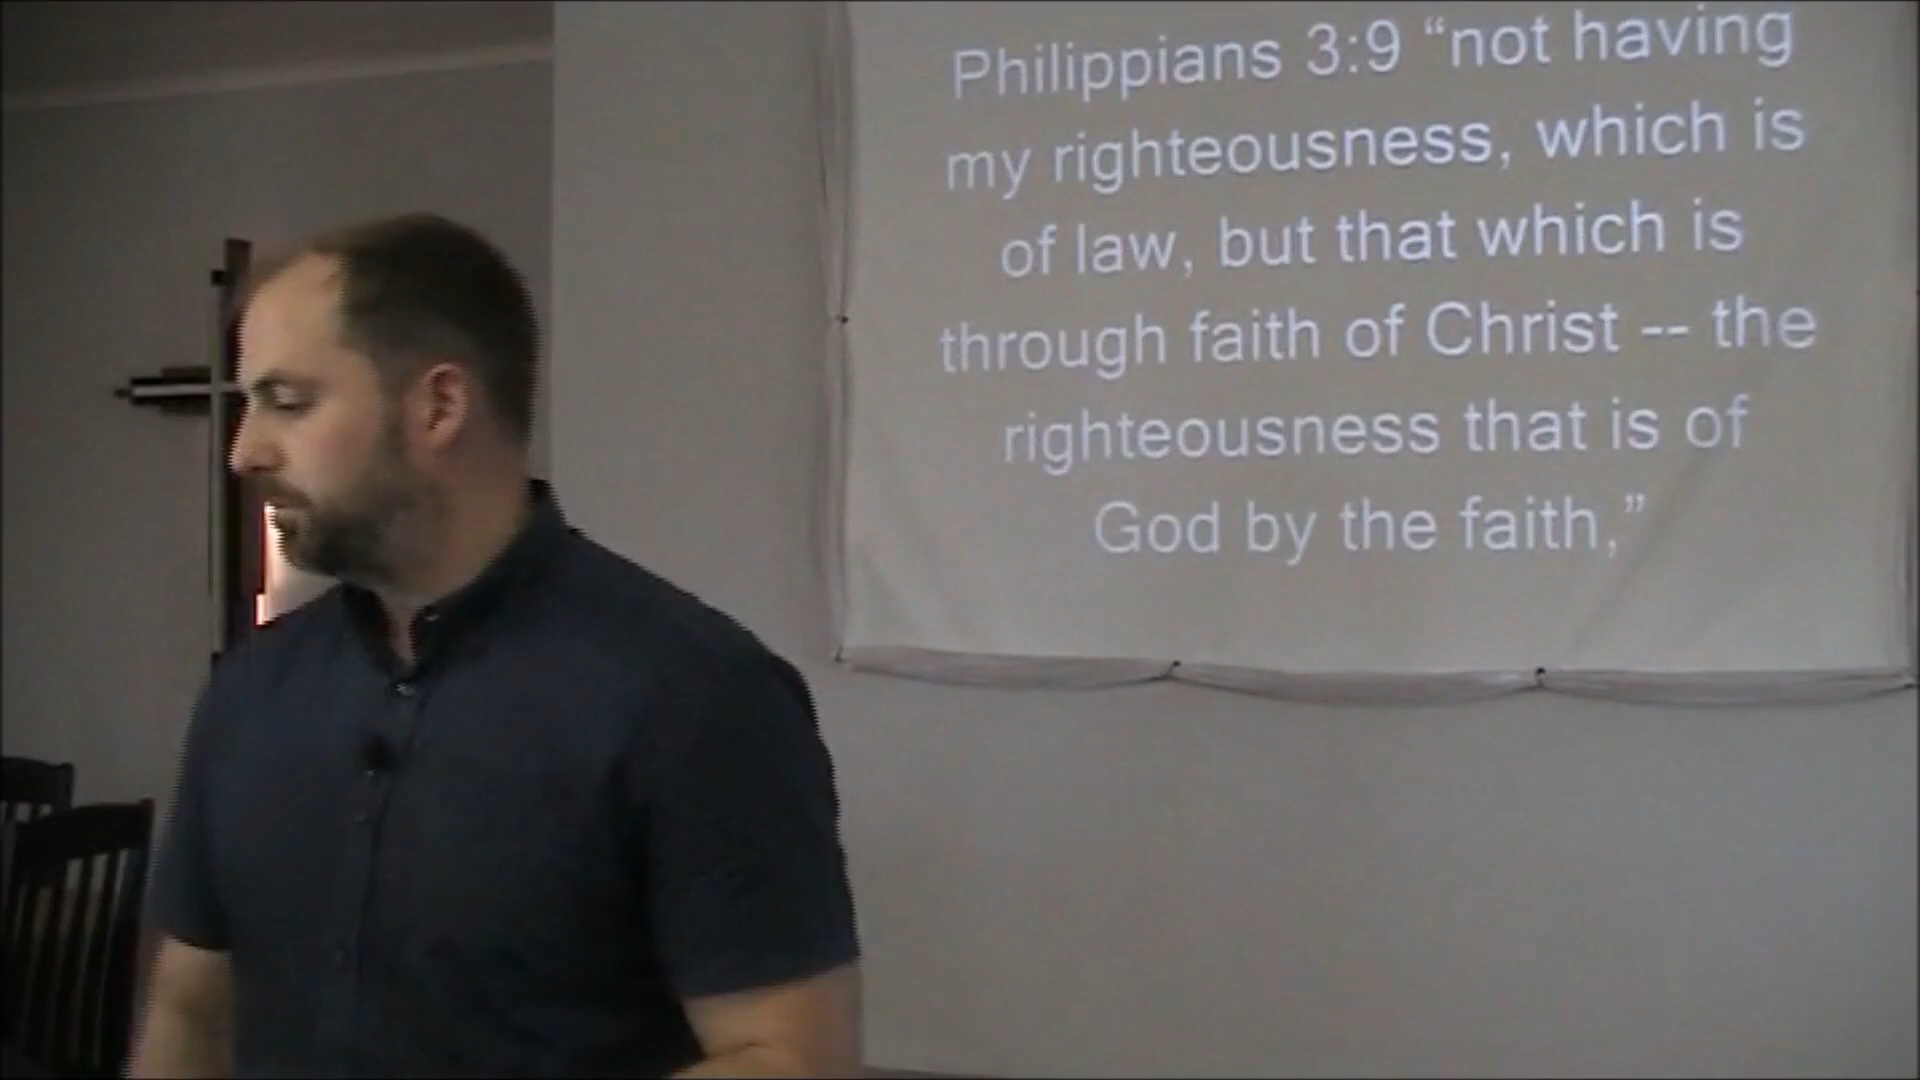 Philippians 3:9 “not having
my righteousness, which is
of law, but that which is
through faith of Christ -- the
righteousness that is of
God by the faith,”